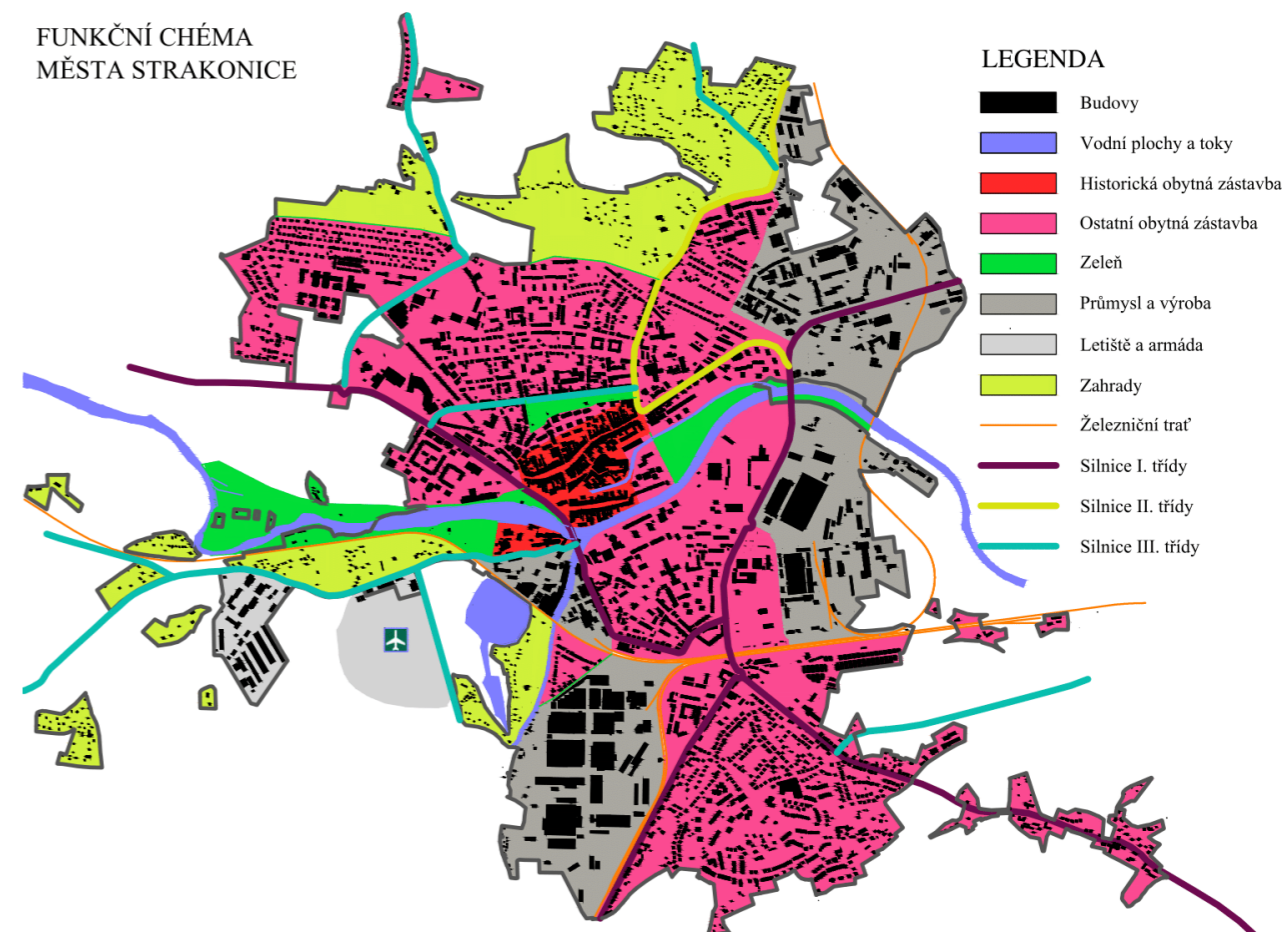 FUNKČNÍ CHÉMA
MĚSTA STRAKONICE
LEGENDA
Budovy
Vodní plochy a toky
Historická obytná zástavba
Ostatní obytná zástavba
Zeleň
Průmysl a výroba
Letiště a armáda
Zahrady
Železniční trať
Silnice I. třídy
Silnice II. třídy
Silnice III. třídy